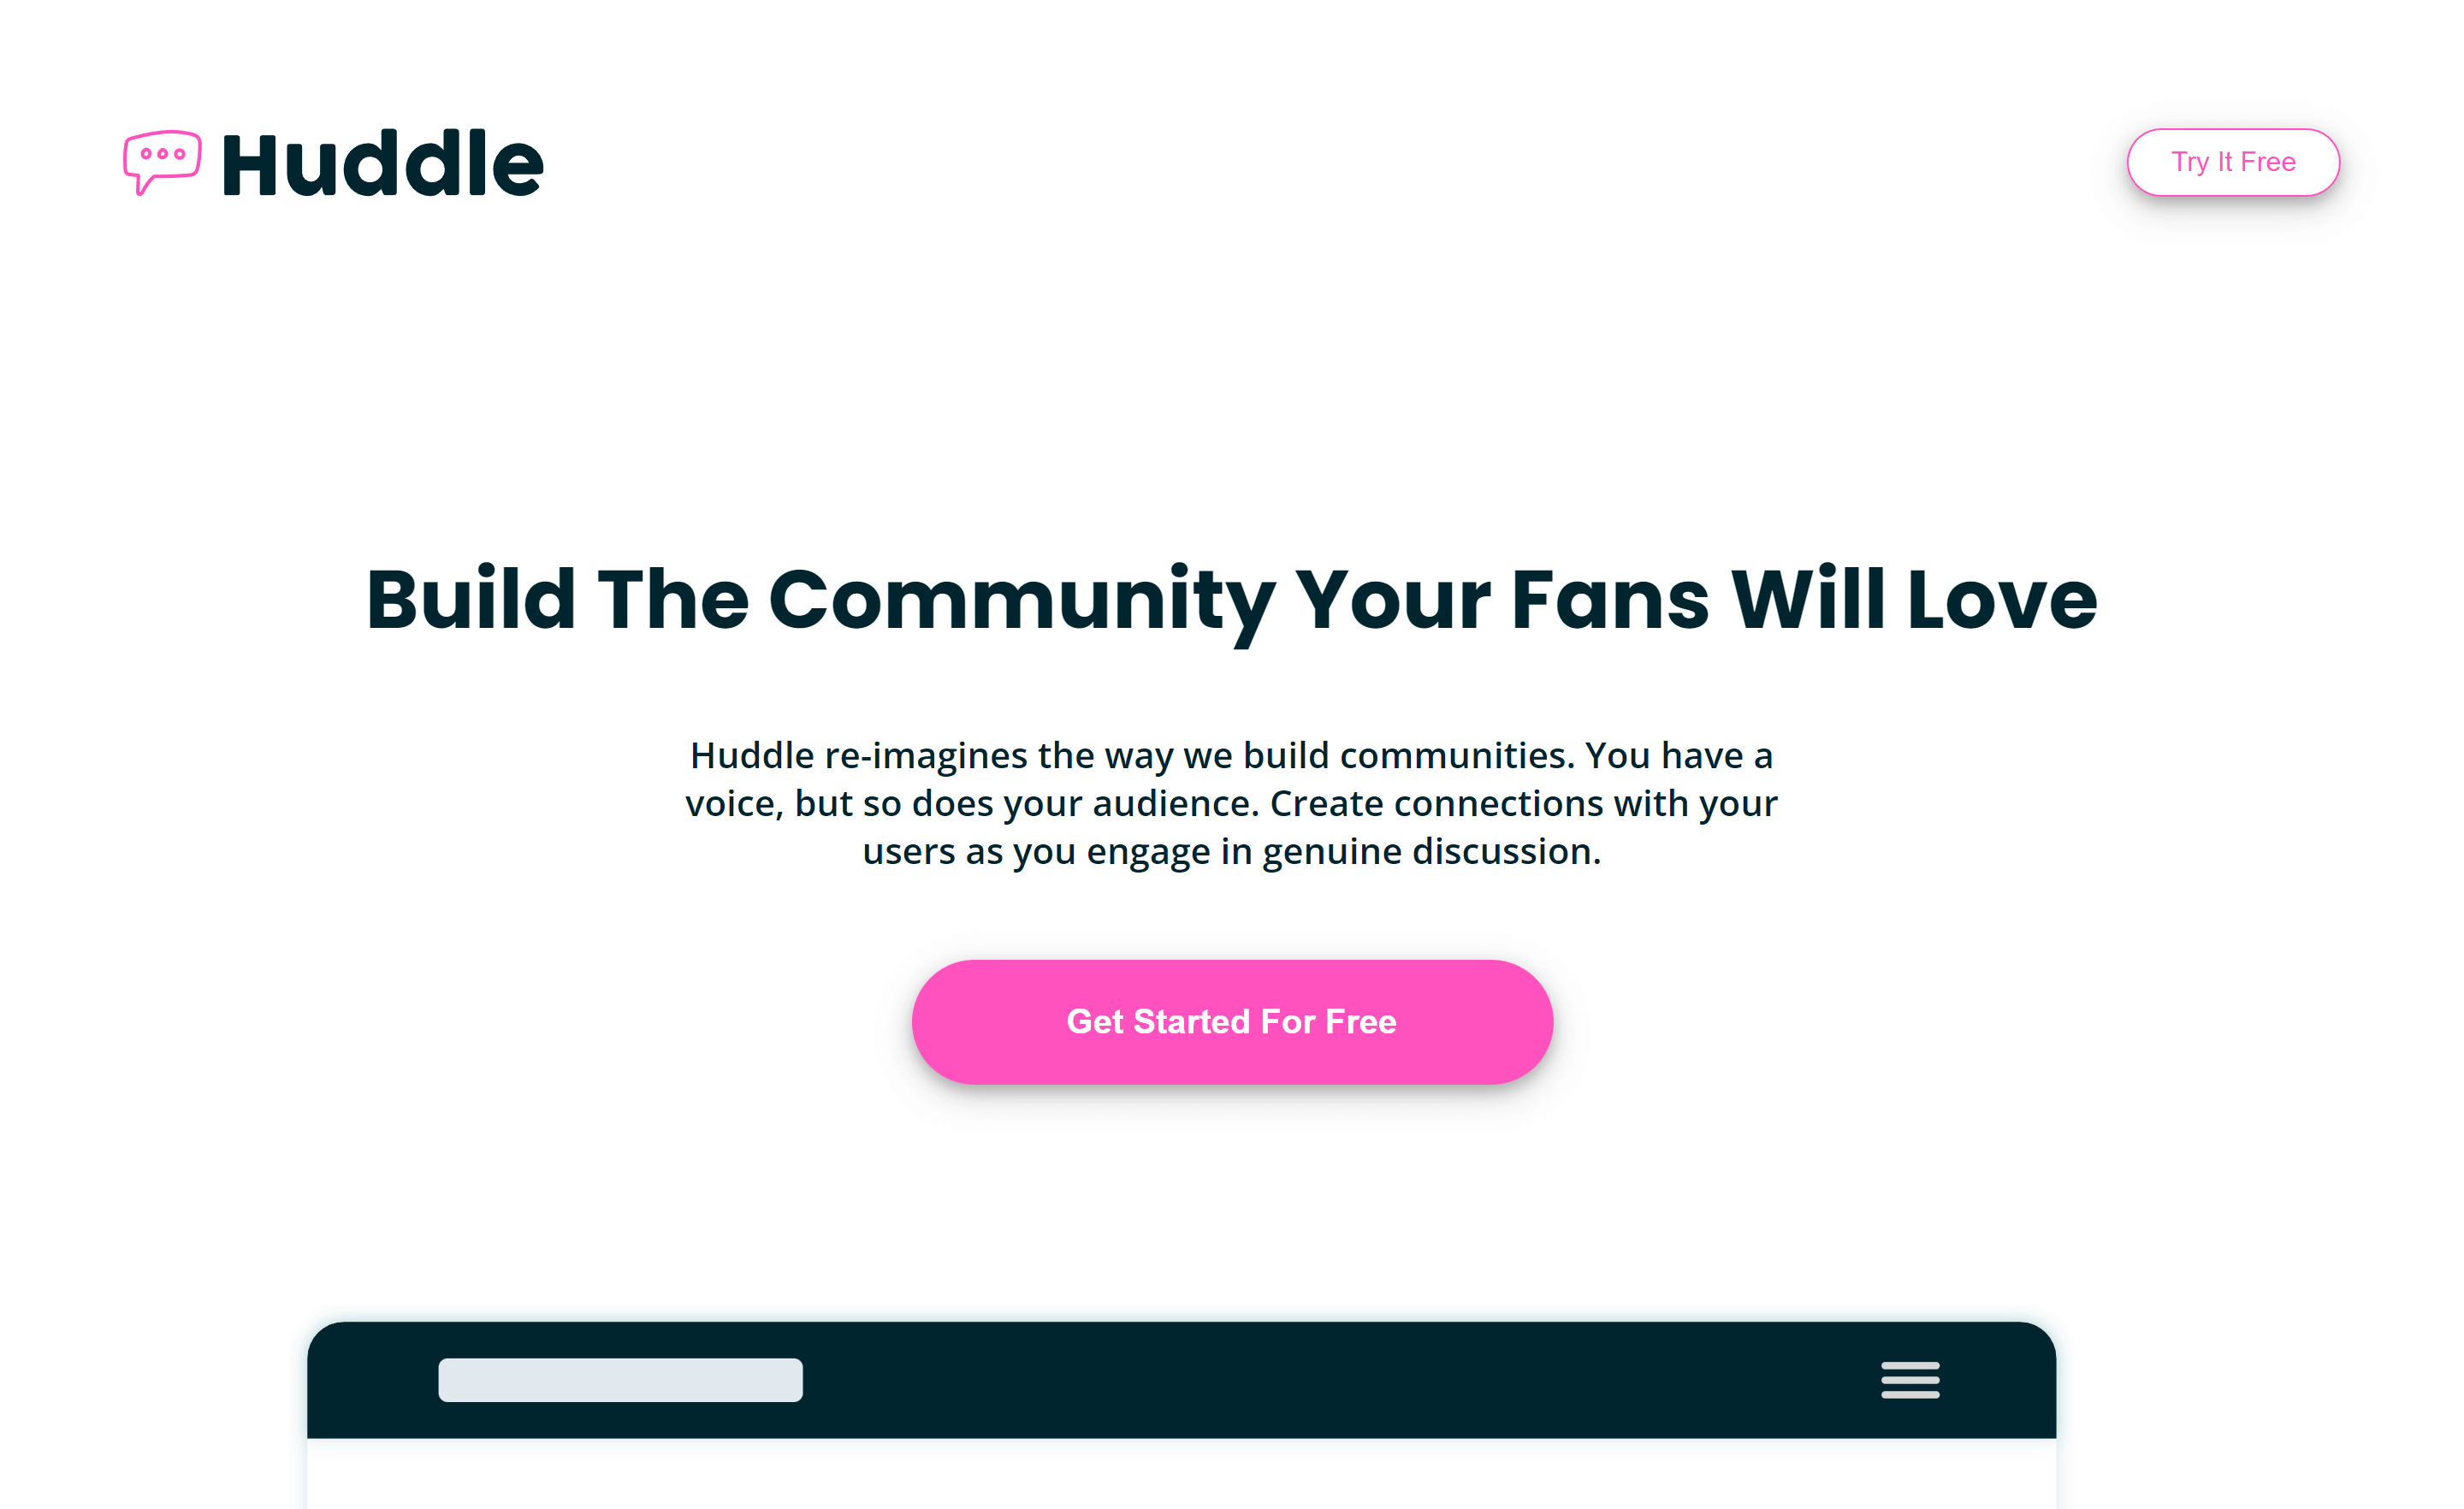 Huddle
Try It Free
Build The Community Your Fans Will Love
Huddle re-imagines the way we build communities. You have a
voice, but so does your audience. Create connections with your
users as you engage in genuine discussion.
Get Started For Free